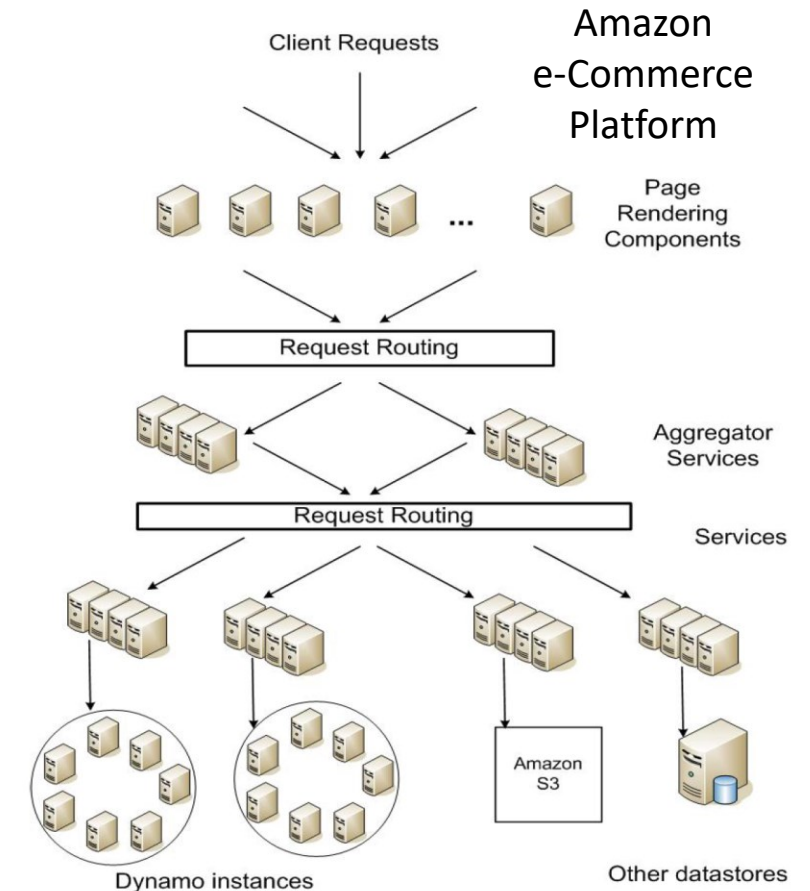 Client Requests
Amazon
e-Commerce
Platform
Page
Rendering
Components
...
Request Routing
Aggregator
Services
Request Routing
Services
Amazon
S3
Dynamo instances
Other datastores